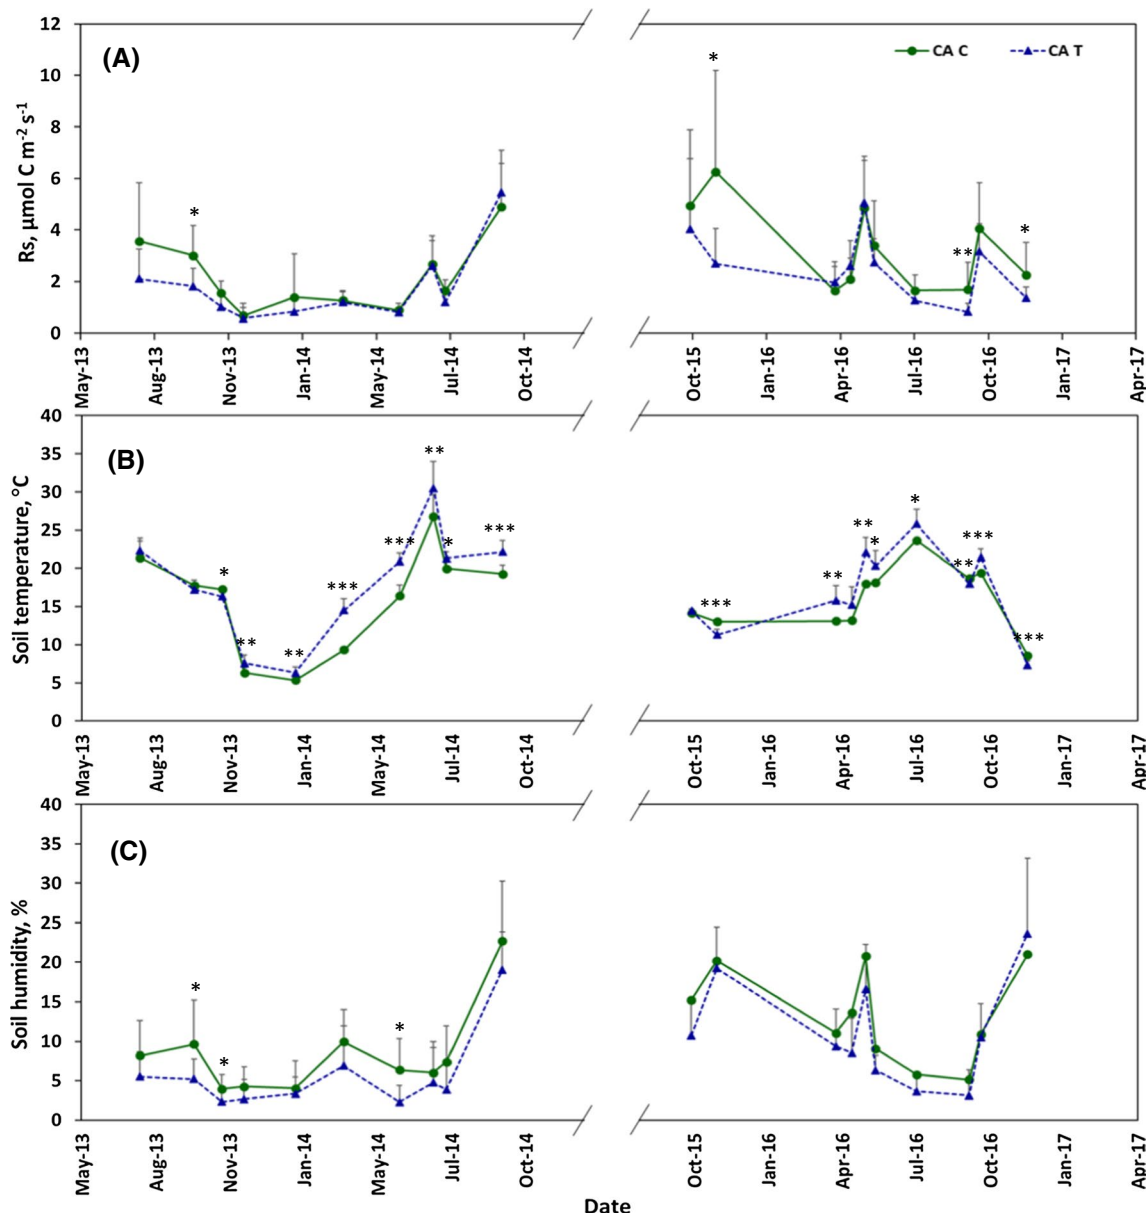 (A)
CA C CA T
Rs, µmol C m⁻² s⁻¹
12
10
8
6
4
2
0
* * ** *
May-13 Aug-13 Nov-13 Jan-14 May-14 Jul-14 Oct-14 Oct-15 Jan-16 Apr-16 Jul-16 Oct-16 Jan-17 Apr-17
(B)
Soil temperature, °C
40
35
30
25
20
15
10
5
0
* ** ** *** *** ** * *** *** ** ** * * ** *** ***
May-13 Aug-13 Nov-13 Jan-14 May-14 Jul-14 Oct-14 Oct-15 Jan-16 Apr-16 Jul-16 Oct-16 Jan-17 Apr-17
(C)
Soil humidity, %
40
35
30
25
20
15
10
5
0
* * *
May-13 Aug-13 Nov-13 Jan-14 May-14 Jul-14 Oct-14 Oct-15 Jan-16 Apr-16 Jul-16 Oct-16 Jan-17 Apr-17
Date